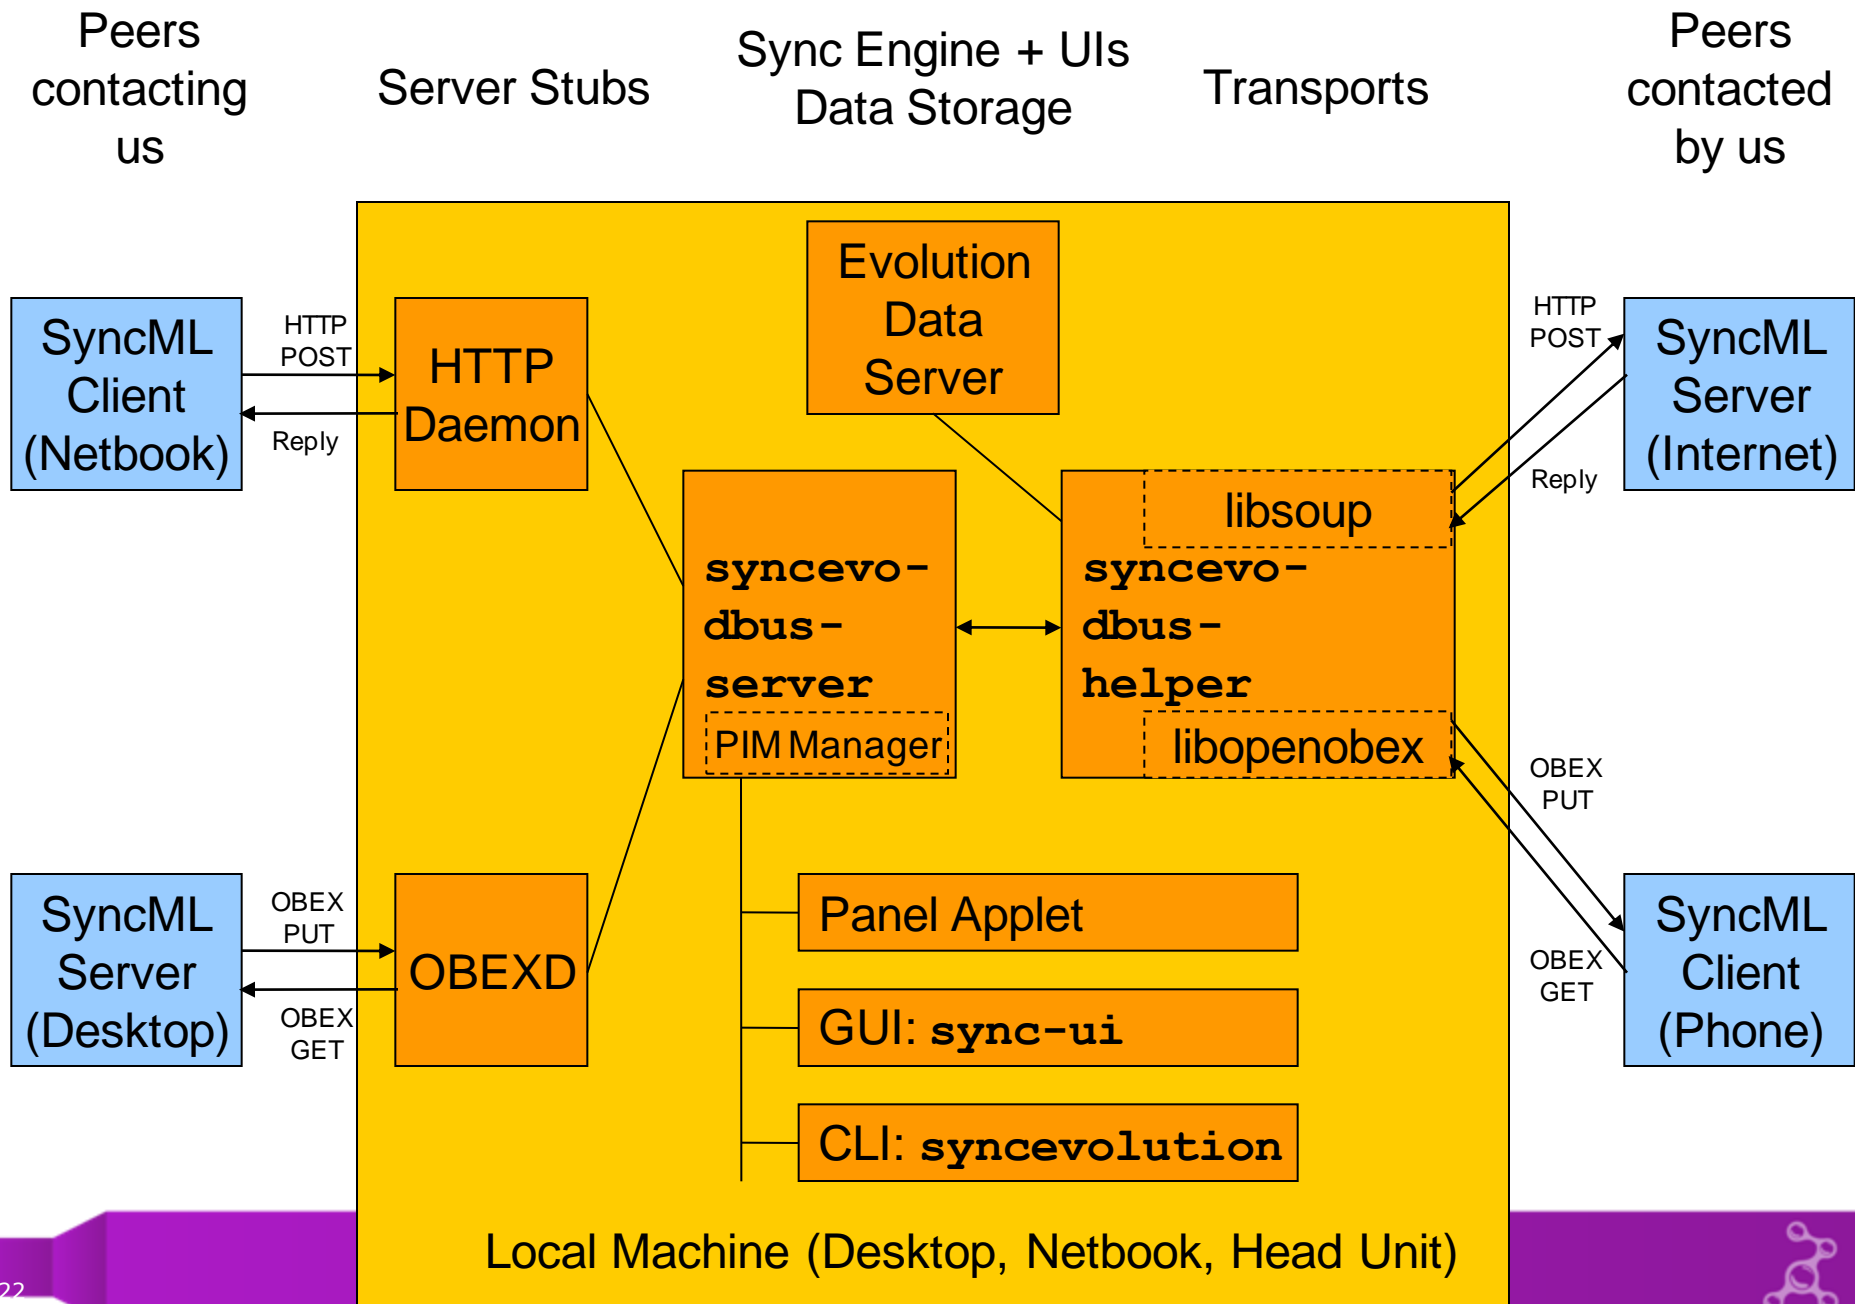 Peers
contacting
us
Server Stubs
Sync Engine + UIs
Data Storage
Transports
Peers
contacted
by us
SyncML
Client
(Netbook)
HTTP
POST
Reply
HTTP
Daemon
Evolution
Data
Server
HTTP
POST
Reply
SyncML
Server
(Internet)
syncevo-
dbus-
server
PIM Manager
libsoup
syncevo-
dbus-
helper
libopenobex
SyncML
Server
(Desktop)
OBEX
PUT
OBEX
GET
OBEXD
Panel Applet
GUI: sync-ui
CLI: syncevolution
OBEX
PUT
OBEX
GET
SyncML
Client
(Phone)
Local Machine (Desktop, Netbook, Head Unit)
22